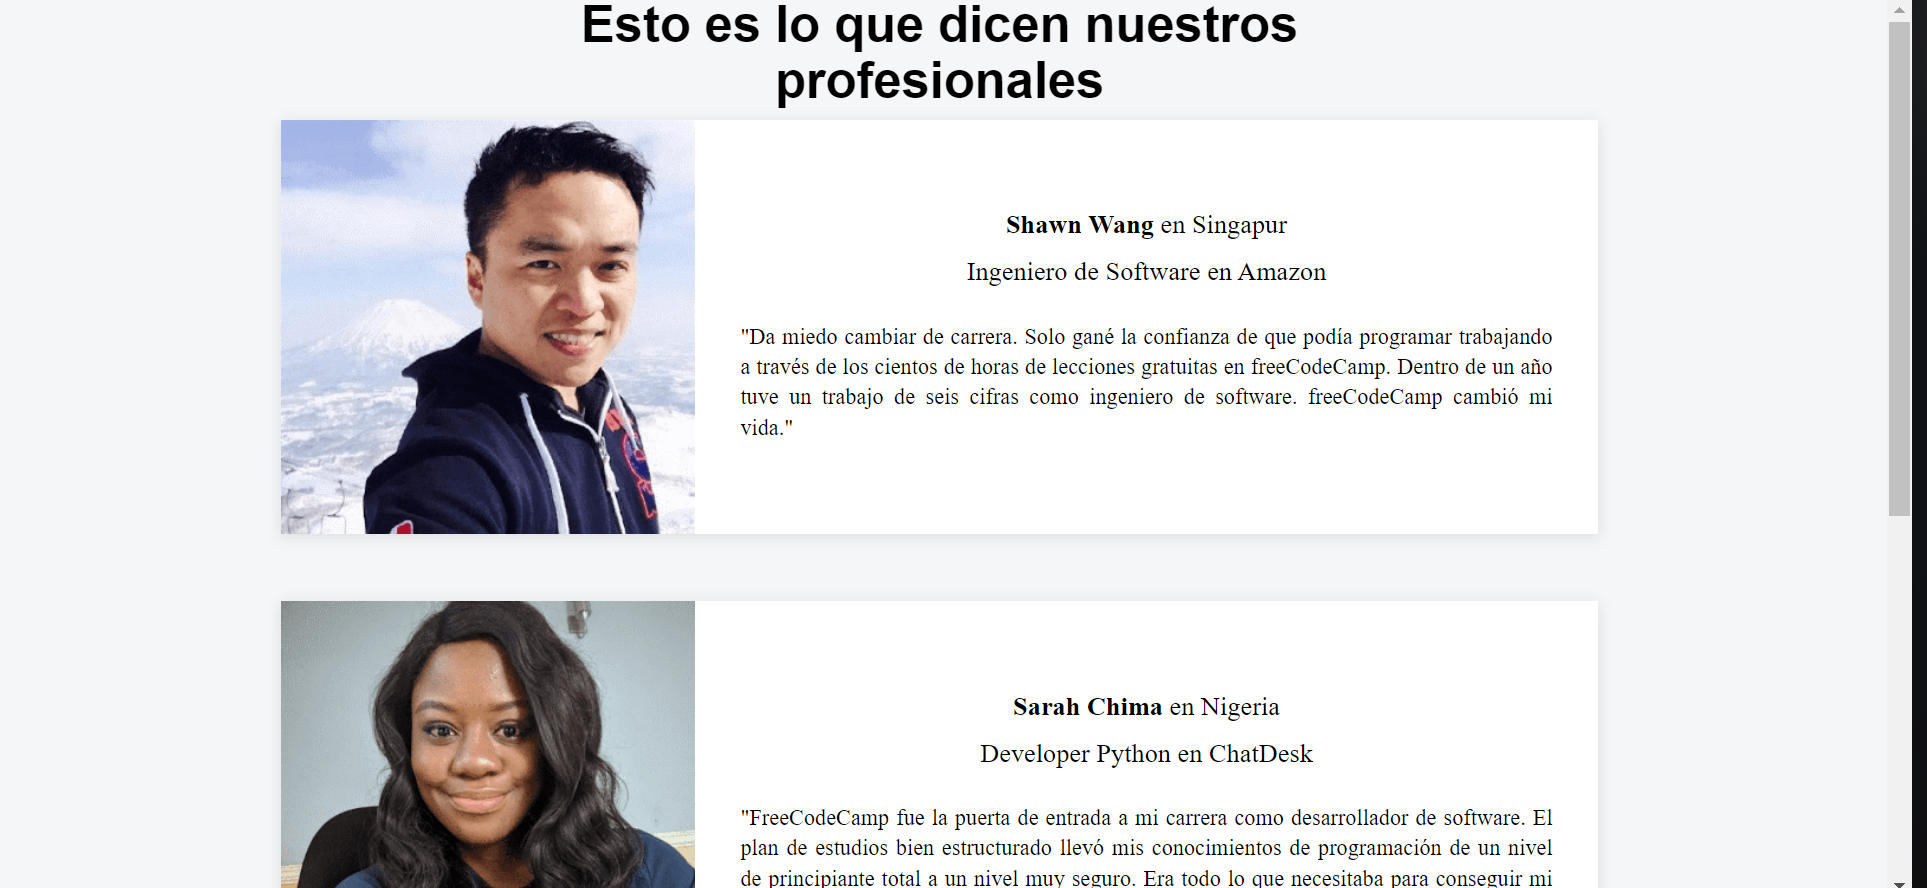 Esto es lo que dicen nuestros
profesionales
Shawn Wang en Singapur
Ingeniero de Software en Amazon
"Da miedo cambiar de carrera. Solo gané la confianza de que podía programar trabajando
a través de los cientos de horas de lecciones gratuitas en freeCodeCamp. Dentro de un año
tuve un trabajo de seis cifras como ingeniero de software. freeCodeCamp cambió mi
vida."
Sarah Chima en Nigeria
Developer Python en ChatDesk
"FreeCodeCamp fue la puerta de entrada a mi carrera como desarrollador de software. El
plan de estudios bien estructurado llevó mis conocimientos de programación de un nivel
de principiante total a un nivel muy seguro. Era todo lo que necesitaba para conseguir mi